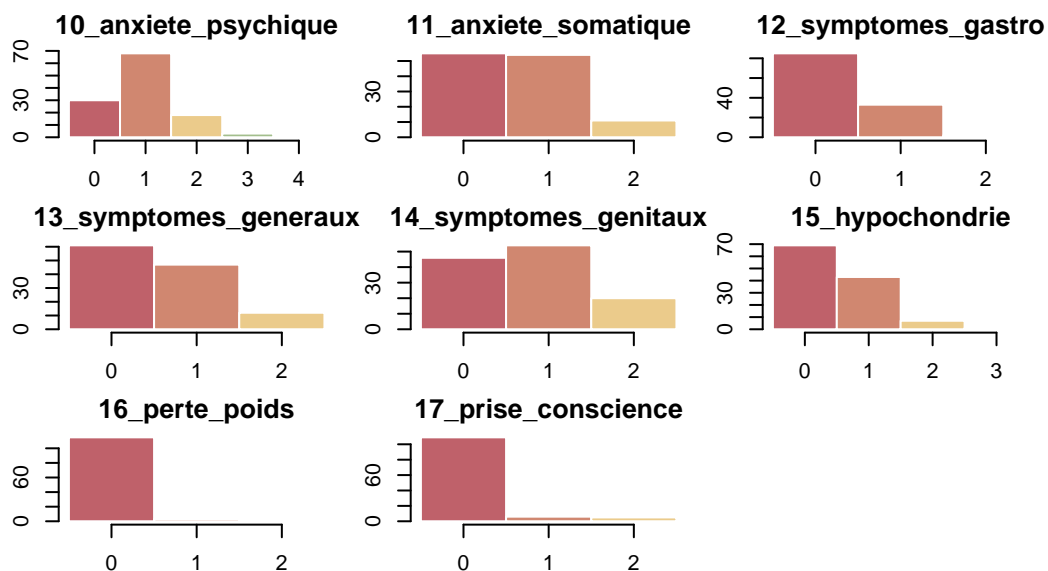 10_anxiete_psychique
0 30 70
0 1 2 3 4
11_anxiete_somatique
0 30
0 1 2
12_symptomes_gastro
0 40
0 1 2
13_symptomes_generaux
0 30
0 1 2
14_symptomes_genitaux
0 30
0 1 2
15_hypochondrie
0 30 70
0 1 2 3
16_perte_poids
0 60
0 1 2
17_prise_conscience
0 60
0 1 2